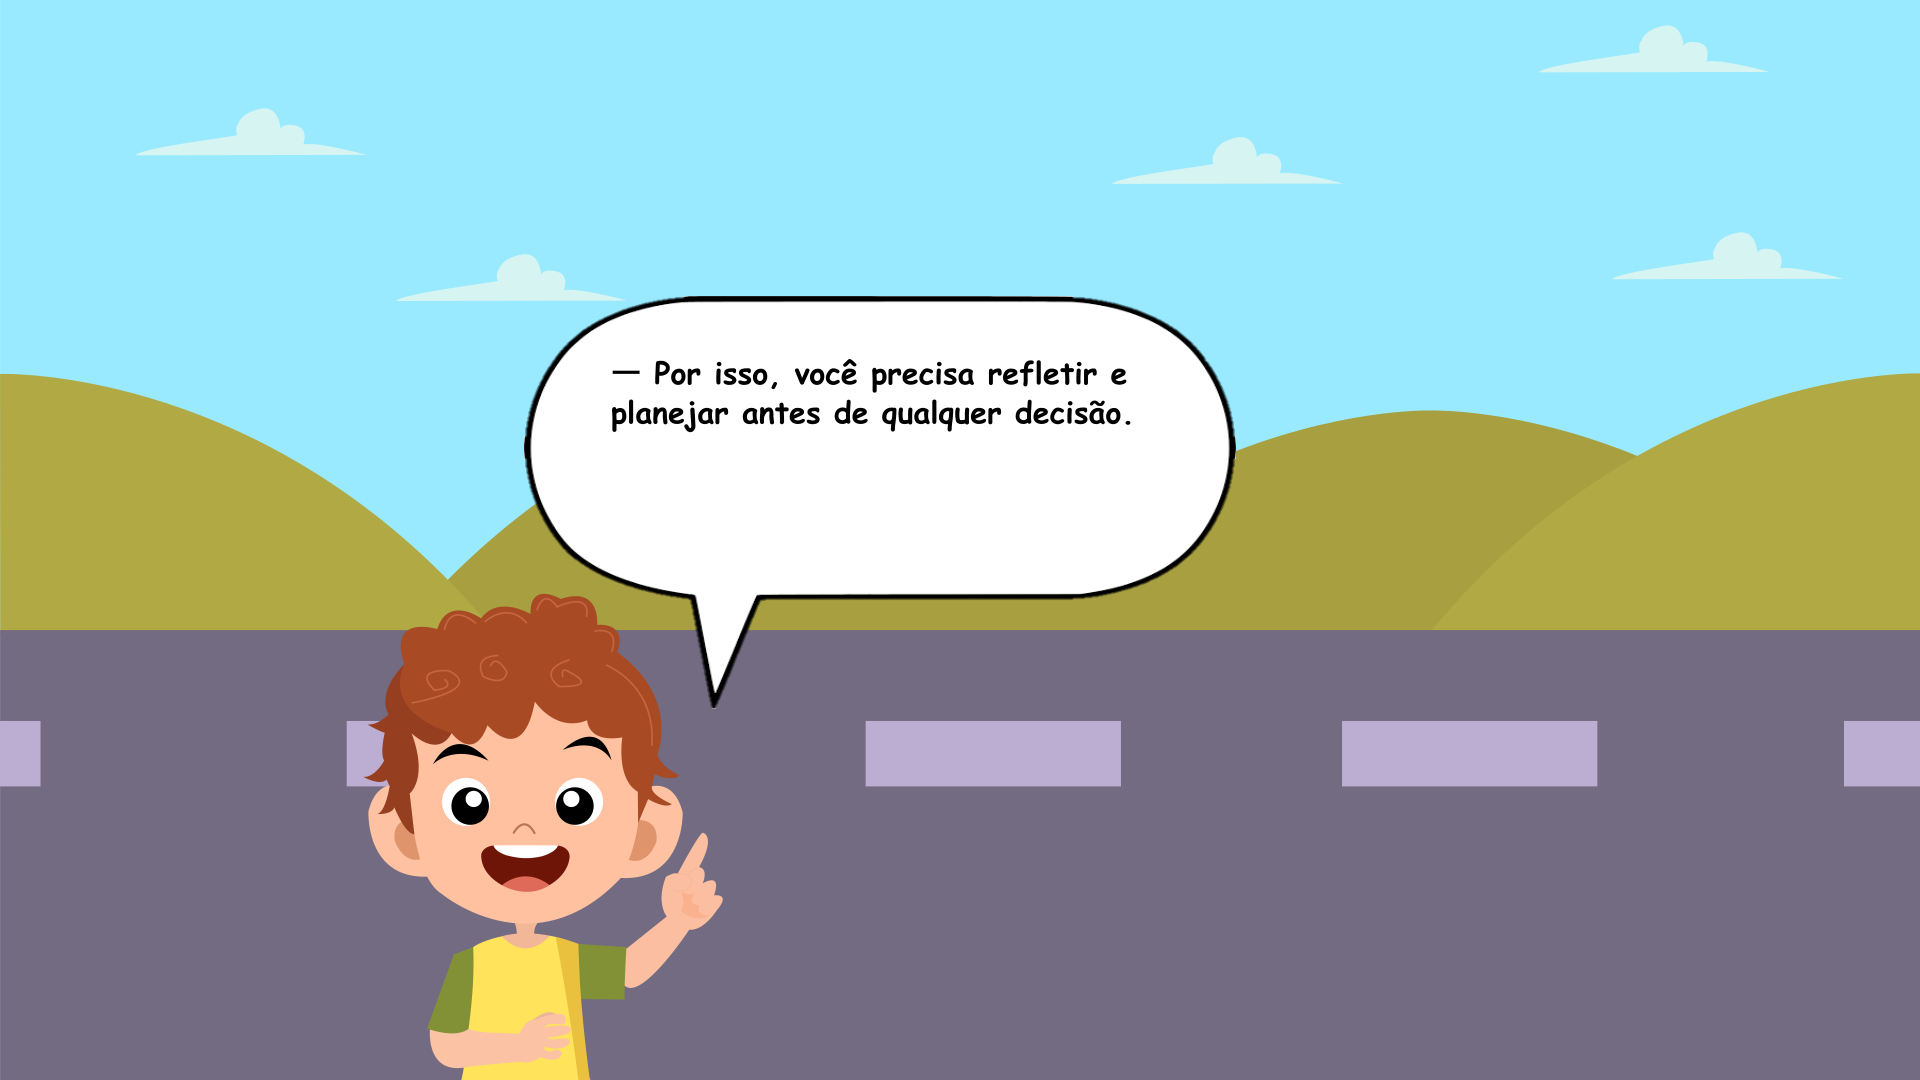 — Por isso, você precisa refletir e
planejar antes de qualquer decisão.